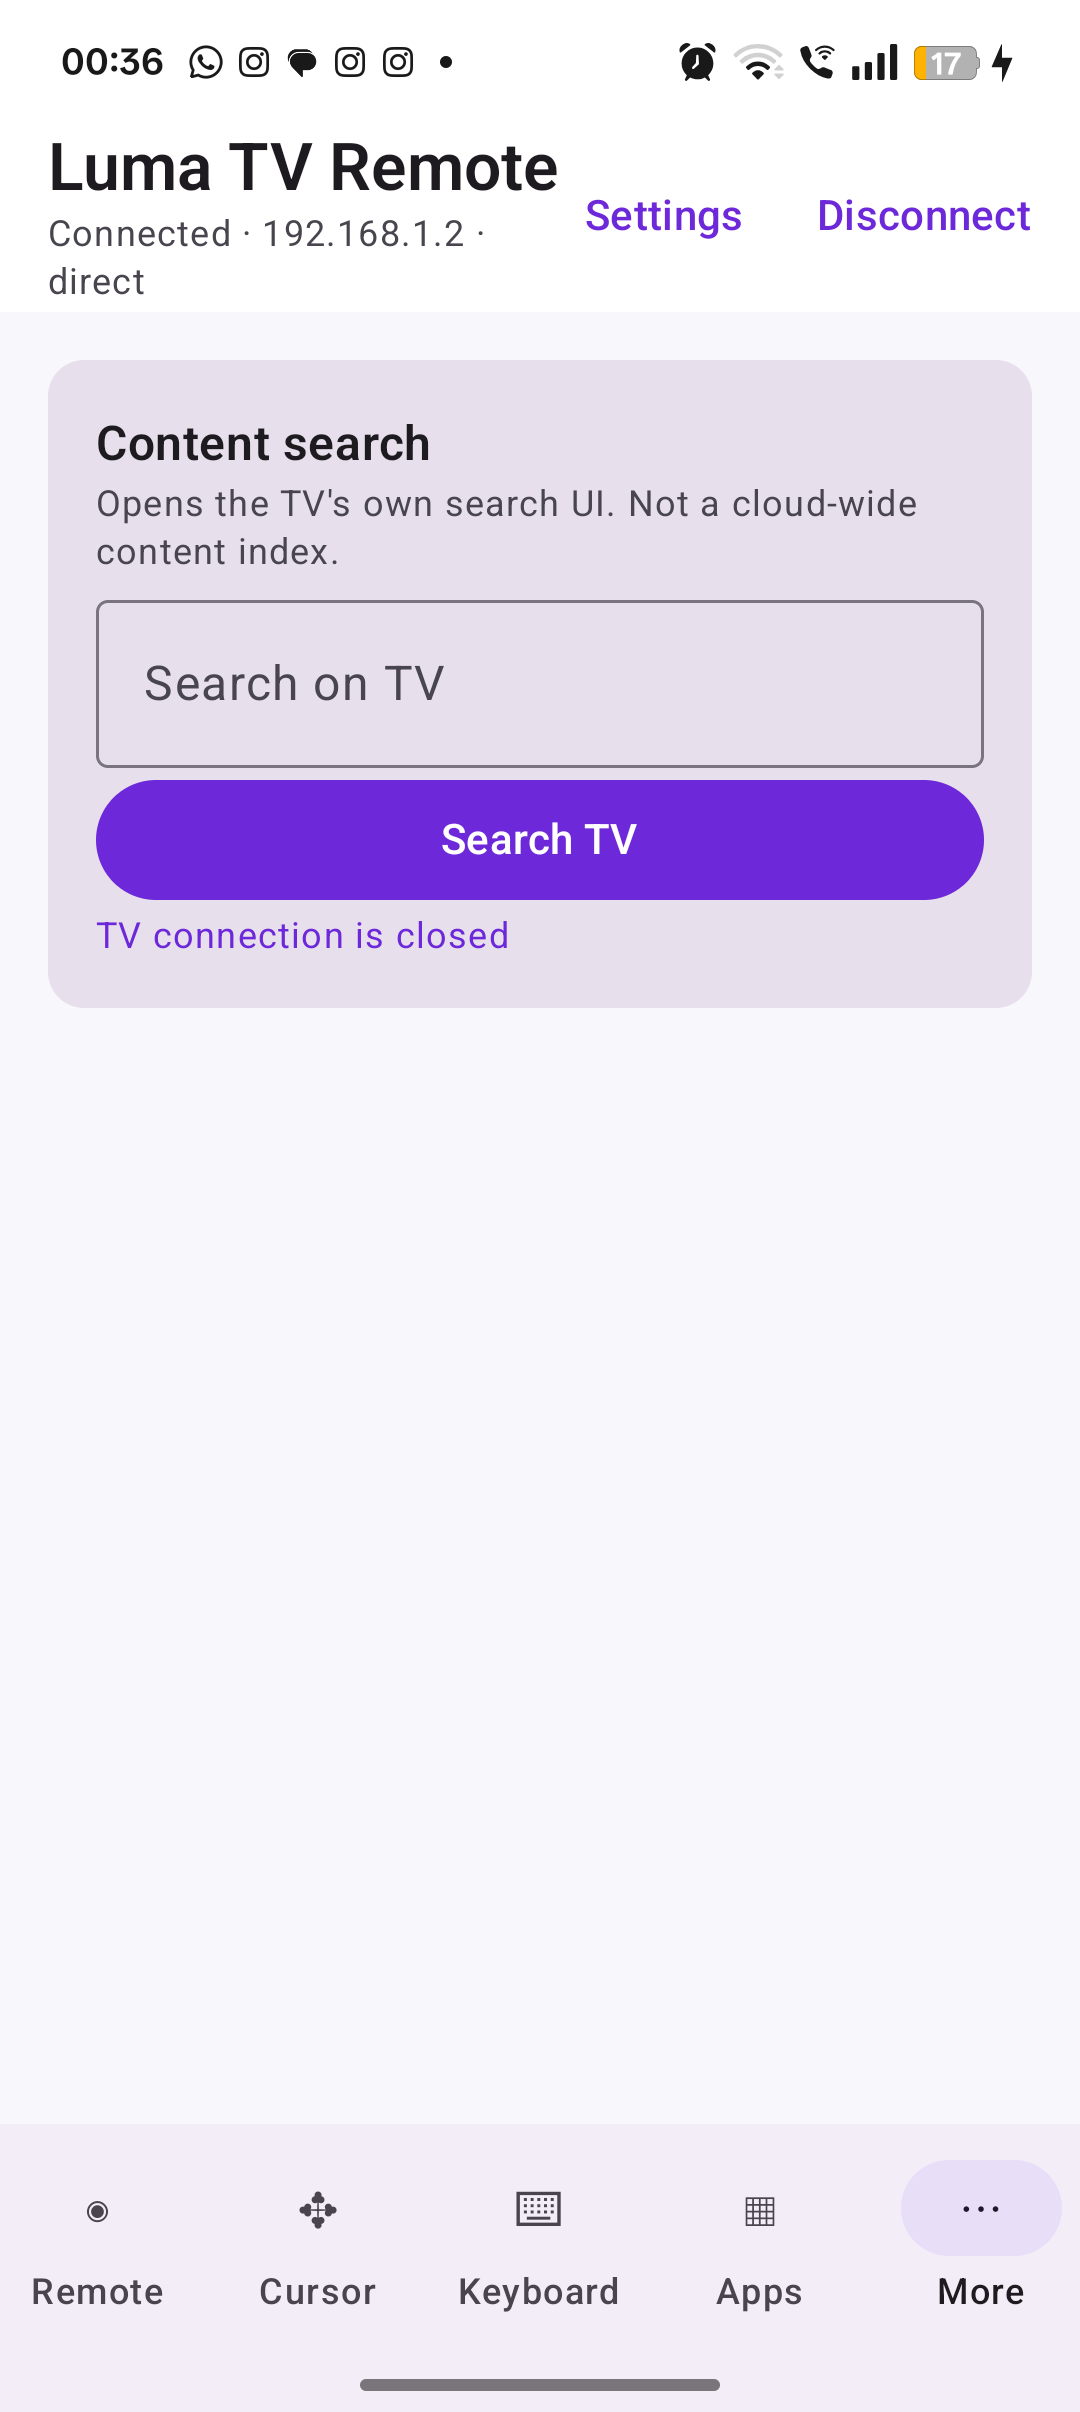 00:36
17
Luma TV Remote
Connected · 192.168.1.2 ·
direct
Settings
Disconnect
Content search
Opens the TV's own search UI. Not a cloud-wide
content index.
Search on TV
Search TV
TV connection is closed
Remote
Cursor
Keyboard
Apps
More